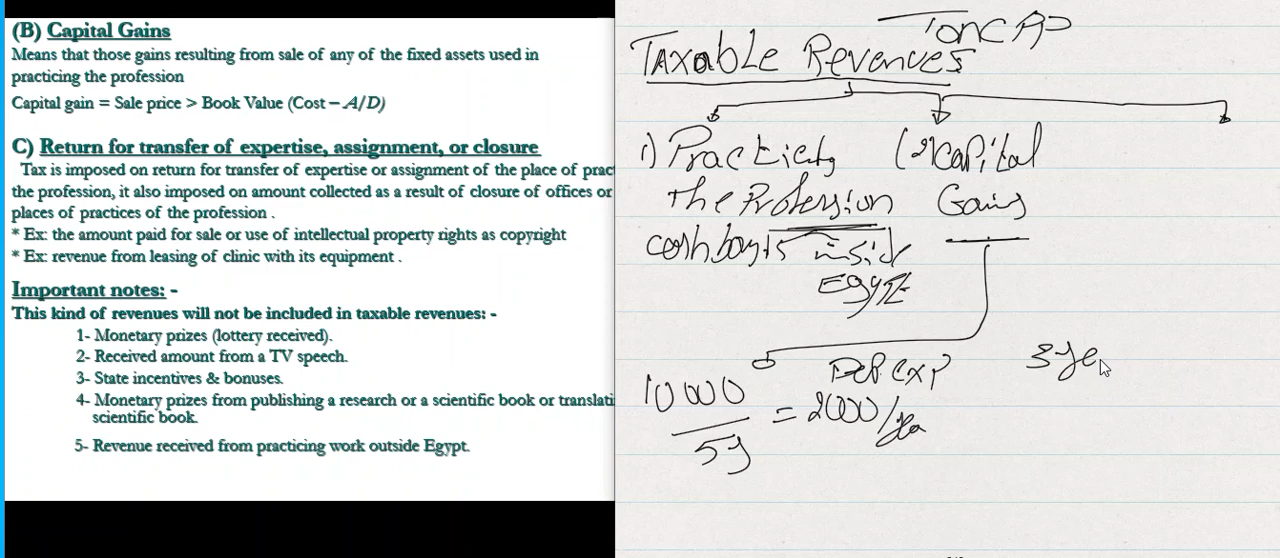 (B) Capital Gains
Means that those gains resulting from sale of any of the fixed assets used in
practicing the profession
Capital gain = Sale price > Book Value (Cost – A/D)
C) Return for transfer of expertise, assignment, or closure
Tax is imposed on return for transfer of expertise or assignment of the place of prac
the profession, it also imposed on amount collected as a result of closure of offices or
places of practices of the profession .
* Ex: the amount paid for sale or use of intellectual property rights as copyright
* Ex: revenue from leasing of clinic with its equipment .
Important notes: -
This kind of revenues will not be included in taxable revenues: -
1- Monetary prizes (lottery received).
2- Received amount from a TV speech.
3- State incentives & bonuses.
4- Monetary prizes from publishing a research or a scientific book or translati
scientific book.
5- Revenue received from practicing work outside Egypt.
Taxable Revenues
1) Practicing (2) Capital
the Profession Gains
cash basis inside
Egypt
Dep exp 3 ye
10000
5y
= 2000/yea